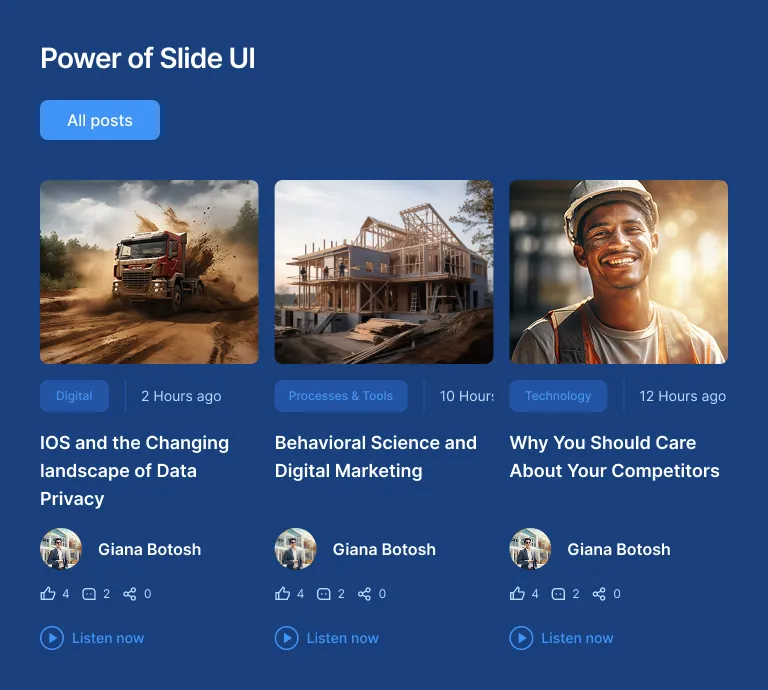 Power of Slide UI
All posts
Digital
2 Hours ago
Processes & Tools
10 Hours
Technology
12 Hours ago
IOS and the Changing
landscape of Data
Privacy
Behavioral Science and
Digital Marketing
Why You Should Care
About Your Competitors
Giana Botosh
Giana Botosh
Giana Botosh
4 2 0
4 2 0
4 2 0
Listen now
Listen now
Listen now